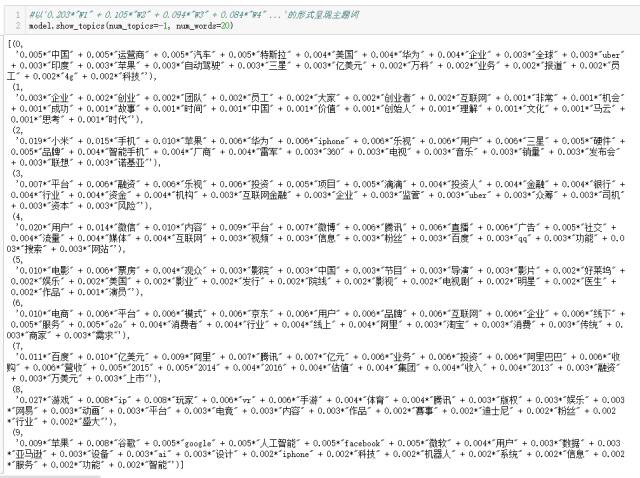 1 #以'0.203*"W1" + 0.105*"W2" + 0.094*"W3" + 0.084*"W4"...'的形式呈现主题词
2 model.show_topics(num_topics=-1, num_words=20)
[(0,
'0.005*"中国" + 0.005*"运营商" + 0.005*"汽车" + 0.005*"特斯拉" + 0.004*"美国" + 0.004*"华为" + 0.004*"企业" + 0.003*"全球" + 0.003*"uber"
+ 0.003*"印度" + 0.003*"苹果" + 0.003*"自动驾驶" + 0.003*"三星" + 0.003*"亿美元" + 0.002*"万科" + 0.002*"业务" + 0.002*"报道" + 0.002*"员
工" + 0.002*"4g" + 0.002*"科技"'),
(1,
'0.003*"企业" + 0.002*"创业" + 0.002*"团队" + 0.002*"员工" + 0.002*"大家" + 0.002*"创业者" + 0.002*"互联网" + 0.001*"非常" + 0.001*"机会"
+ 0.001*"成功" + 0.001*"故事" + 0.001*"时间" + 0.001*"中国" + 0.001*"价值" + 0.001*"创始人" + 0.001*"理解" + 0.001*"文化" + 0.001*"马云"
+ 0.001*"思考" + 0.001*"时代"'),
(2,
'0.019*"小米" + 0.015*"手机" + 0.010*"苹果" + 0.006*"华为" + 0.006*"iphone" + 0.006*"乐视" + 0.006*"用户" + 0.006*"三星" + 0.005*"硬件"
+ 0.005*"品牌" + 0.004*"智能手机" + 0.004*"厂商" + 0.004*"雷军" + 0.003*"360" + 0.003*"电视" + 0.003*"音乐" + 0.003*"销量" + 0.003*"发布会"
+ 0.003*"联想" + 0.003*"诺基亚"'),
(3,
'0.007*"平台" + 0.006*"融资" + 0.006*"乐视" + 0.006*"投资" + 0.005*"项目" + 0.005*"滴滴" + 0.004*"投资人" + 0.004*"金融" + 0.004*"银行"
+ 0.004*"行业" + 0.004*"资金" + 0.004*"机构" + 0.003*"互联网金融" + 0.003*"企业" + 0.003*"监管" + 0.003*"uber" + 0.003*"众筹" + 0.003*"司机"
+ 0.003*"资本" + 0.003*"风险"'),
(4,
'0.020*"用户" + 0.014*"微信" + 0.010*"内容" + 0.009*"平台" + 0.007*"微博" + 0.006*"腾讯" + 0.006*"直播" + 0.006*"广告" + 0.005*"社交" +
0.004*"流量" + 0.004*"媒体" + 0.004*"互联网" + 0.003*"视频" + 0.003*"信息" + 0.003*"粉丝" + 0.003*"百度" + 0.003*"qq" + 0.003*"功能" + 0.0
03*"搜索" + 0.003*"网站"'),
(5,
'0.010*"电影" + 0.006*"票房" + 0.004*"观众" + 0.003*"影院" + 0.003*"中国" + 0.003*"节目" + 0.003*"导演" + 0.003*"影片" + 0.002*"好莱坞" +
0.002*"娱乐" + 0.002*"美国" + 0.002*"影业" + 0.002*"发行" + 0.002*"院线" + 0.002*"影视" + 0.002*"电视剧" + 0.002*"明星" + 0.002*"医生" +
0.002*"作品" + 0.001*"演员"'),
(6,
'0.010*"电商" + 0.006*"平台" + 0.006*"模式" + 0.006*"京东" + 0.006*"用户" + 0.006*"品牌" + 0.006*"互联网" + 0.006*"企业" + 0.006*"线下"
+ 0.005*"服务" + 0.005*"o2o" + 0.004*"消费者" + 0.004*"行业" + 0.004*"线上" + 0.004*"阿里" + 0.003*"淘宝" + 0.003*"消费" + 0.003*"传统" + 0.
003*"商家" + 0.003*"需求"'),
(7,
'0.011*"百度" + 0.010*"亿美元" + 0.009*"阿里" + 0.007*"腾讯" + 0.007*"亿元" + 0.006*"业务" + 0.006*"投资" + 0.006*"阿里巴巴" + 0.006*"收
购" + 0.006*"营收" + 0.005*"2015" + 0.005*"2014" + 0.004*"2016" + 0.004*"估值" + 0.004*"集团" + 0.004*"收入" + 0.004*"2013" + 0.003*"融资"
+ 0.003*"万美元" + 0.003*"上市"'),
(8,
'0.027*"游戏" + 0.008*"ip" + 0.008*"玩家" + 0.006*"vr" + 0.006*"手游" + 0.004*"体育" + 0.004*"腾讯" + 0.003*"版权" + 0.003*"娱乐" + 0.003
*"网易" + 0.003*"动画" + 0.003*"平台" + 0.003*"电竞" + 0.003*"内容" + 0.003*"作品" + 0.002*"赛事" + 0.002*"迪士尼" + 0.002*"粉丝" + 0.002
*"行业" + 0.002*"盛大"'),
(9,
'0.009*"苹果" + 0.008*"谷歌" + 0.005*"google" + 0.005*"人工智能" + 0.005*"facebook" + 0.005*"微软" + 0.004*"用户" + 0.003*"数据" + 0.003
*"亚马逊" + 0.003*"设备" + 0.003*"ai" + 0.003*"设计" + 0.002*"iphone" + 0.002*"科技" + 0.002*"机器人" + 0.002*"系统" + 0.002*"信息" + 0.002
*"服务" + 0.002*"功能" + 0.002*"智能"')]